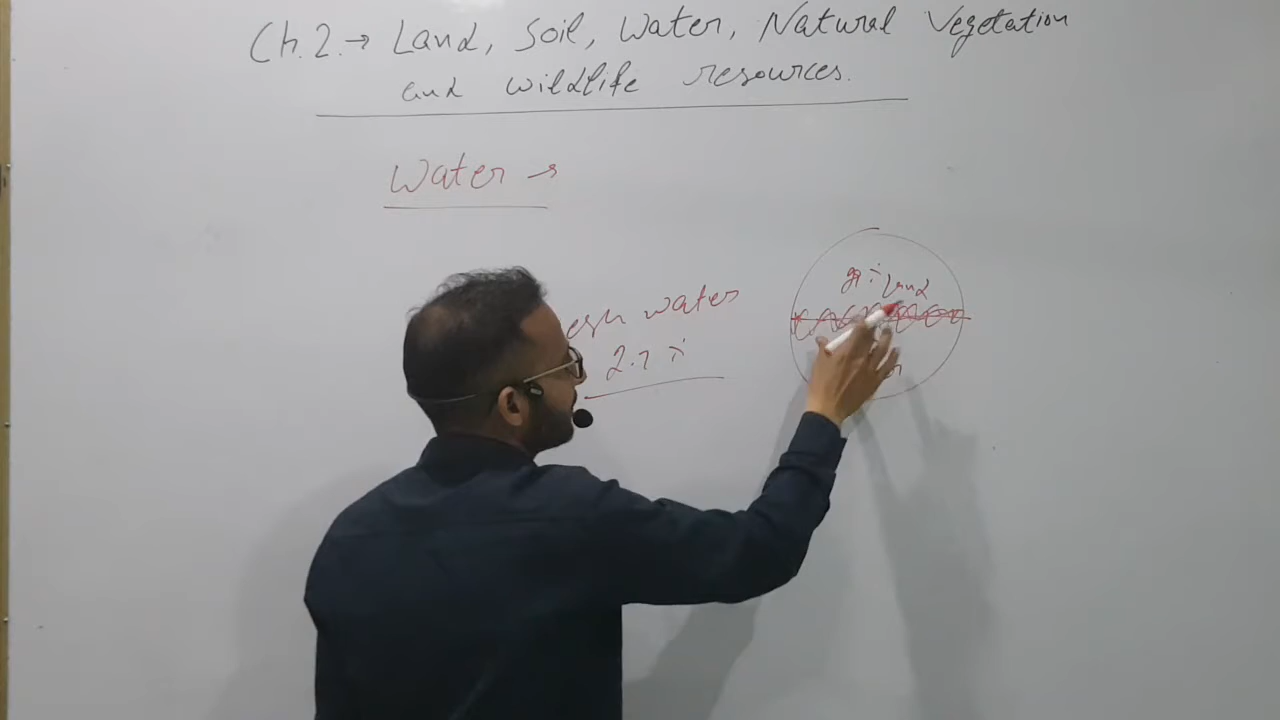 Ch.2.→ Land, Soil, Water, Natural Vegetation
and wildlife resources.
Water →
water
2.7 %
Land